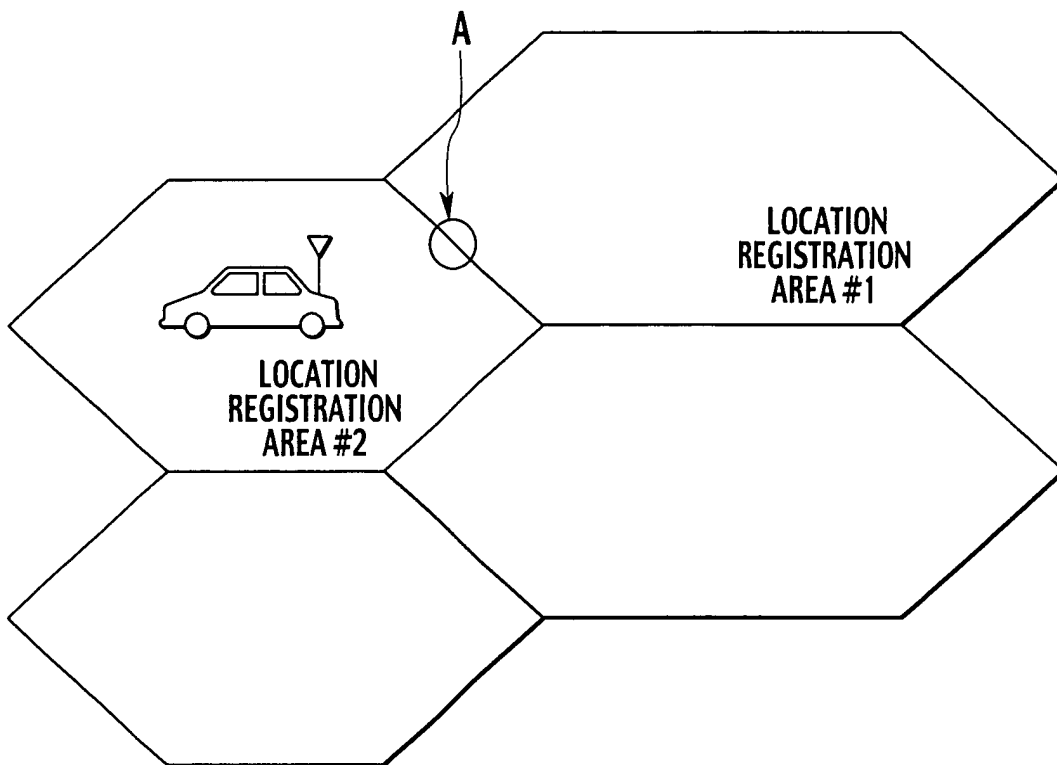 A
LOCATION
REGISTRATION
AREA #1
LOCATION
REGISTRATION
AREA #2